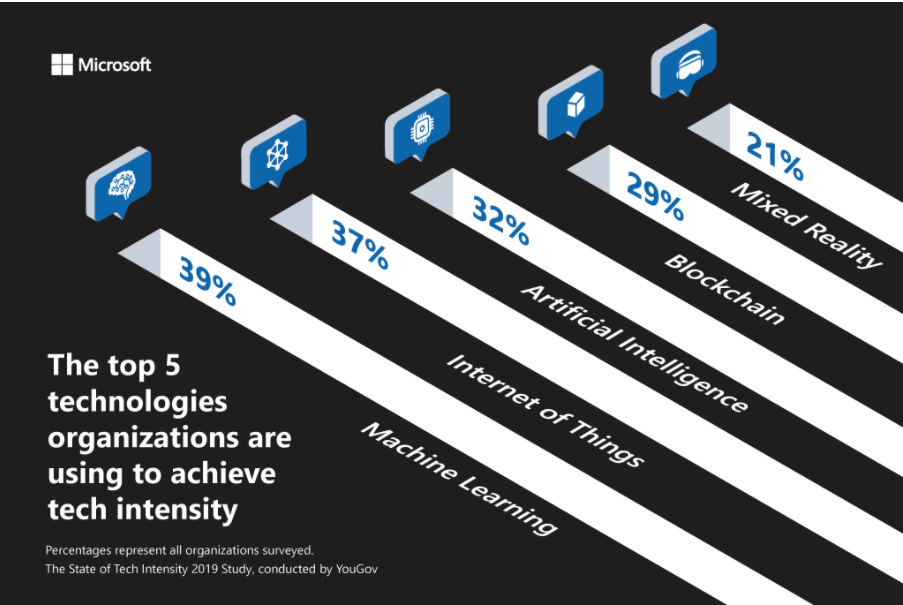 Microsoft
21%
Mixed Reality
29%
Blockchain
32%
Artificial Intelligence
37%
Internet of Things
39%
Machine Learning
The top 5
technologies
organizations are
using to achieve
tech intensity
Percentages represent all organizations surveyed.
The State of Tech Intensity 2019 Study, conducted by YouGov